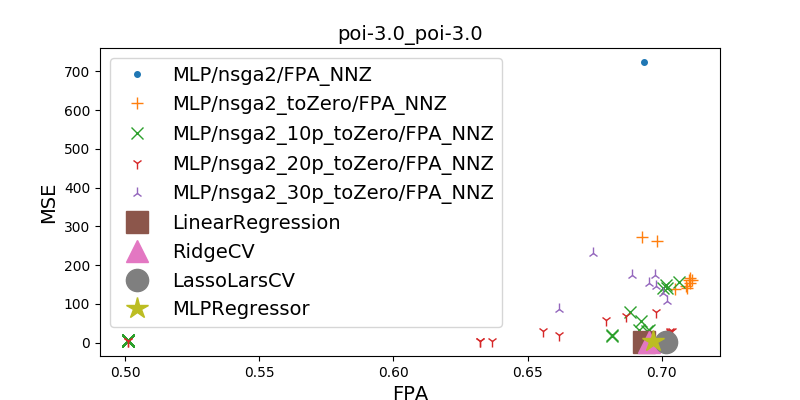 poi-3.0_poi-3.0
MSE
700
600
500
400
300
200
100
0
MLP/nsga2/FPA_NNZ
MLP/nsga2_toZero/FPA_NNZ
MLP/nsga2_10p_toZero/FPA_NNZ
MLP/nsga2_20p_toZero/FPA_NNZ
MLP/nsga2_30p_toZero/FPA_NNZ
LinearRegression
RidgeCV
LassoLarsCV
MLPRegressor
0.50 0.55 0.60 0.65 0.70
FPA